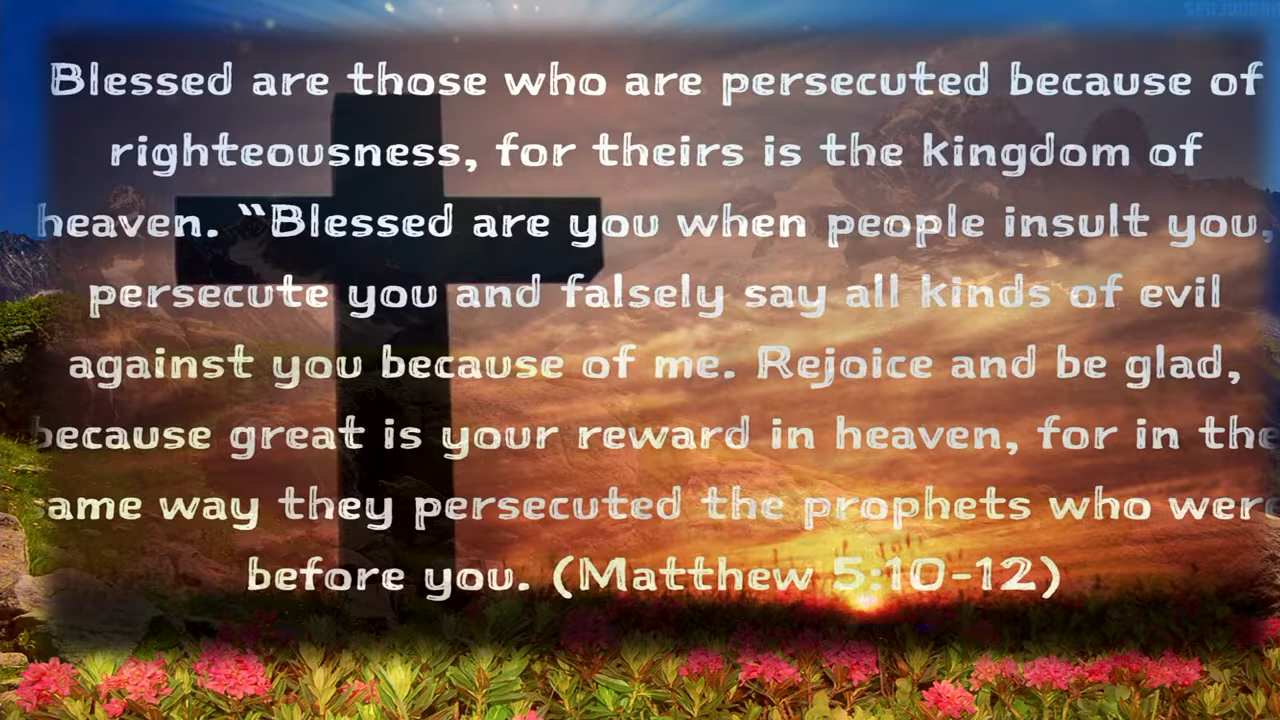 Blessed are those who are persecuted because of
righteousness, for theirs is the kingdom of
heaven. “Blessed are you when people insult you,
persecute you and falsely say all kinds of evil
against you because of me. Rejoice and be glad,
because great is your reward in heaven, for in the
same way they persecuted the prophets who were
before you. (Matthew 5:10-12)